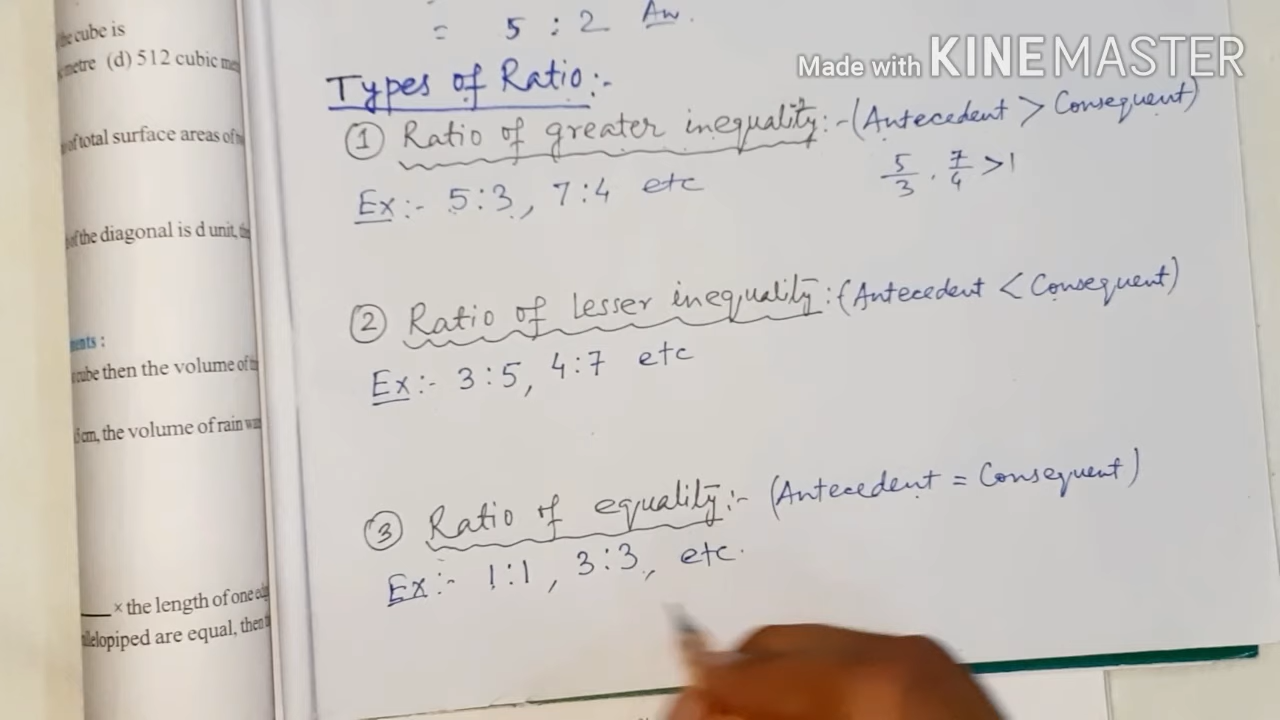 the cube is
metre (d) 512 cubic
of total surface areas of
of the diagonal is d unit,
cube then the volume of
cm, the volume of rain
× the length of one
are equal, then
= 5 : 2 Aw.
Made with KINEMASTER
Types of Ratio:-
① Ratio of greater inequality:- (Antecedent > Consequent)
5/3 . 7/4 > 1
Ex:- 5:3, 7:4 etc
② Ratio of lesser inequality: (Antecedent < Consequent)
Ex:- 3:5, 4:7 etc
③ Ratio of equality:- (Antecedent = Consequent)
Ex:- 1:1, 3:3, etc.